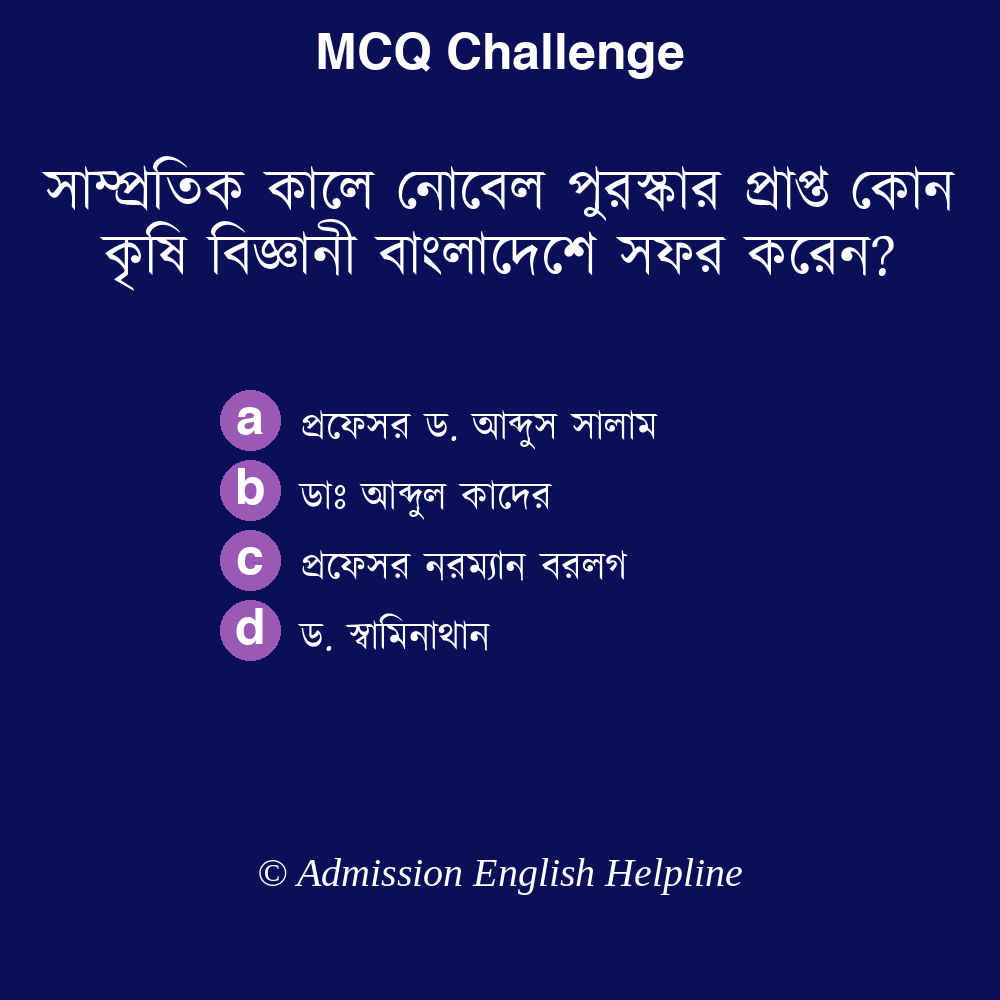 MCQ Challenge
সাম্প্রতিক কালে নোবেল পুরস্কার প্রাপ্ত কোন
কৃষি বিজ্ঞানী বাংলাদেশে সফর করেন?
a প্রফেসর ড. আব্দুস সালাম
b ডাঃ আব্দুল কাদের
c প্রফেসর নরম্যান বরলগ
d ড. স্বামিনাথান
© Admission English Helpline